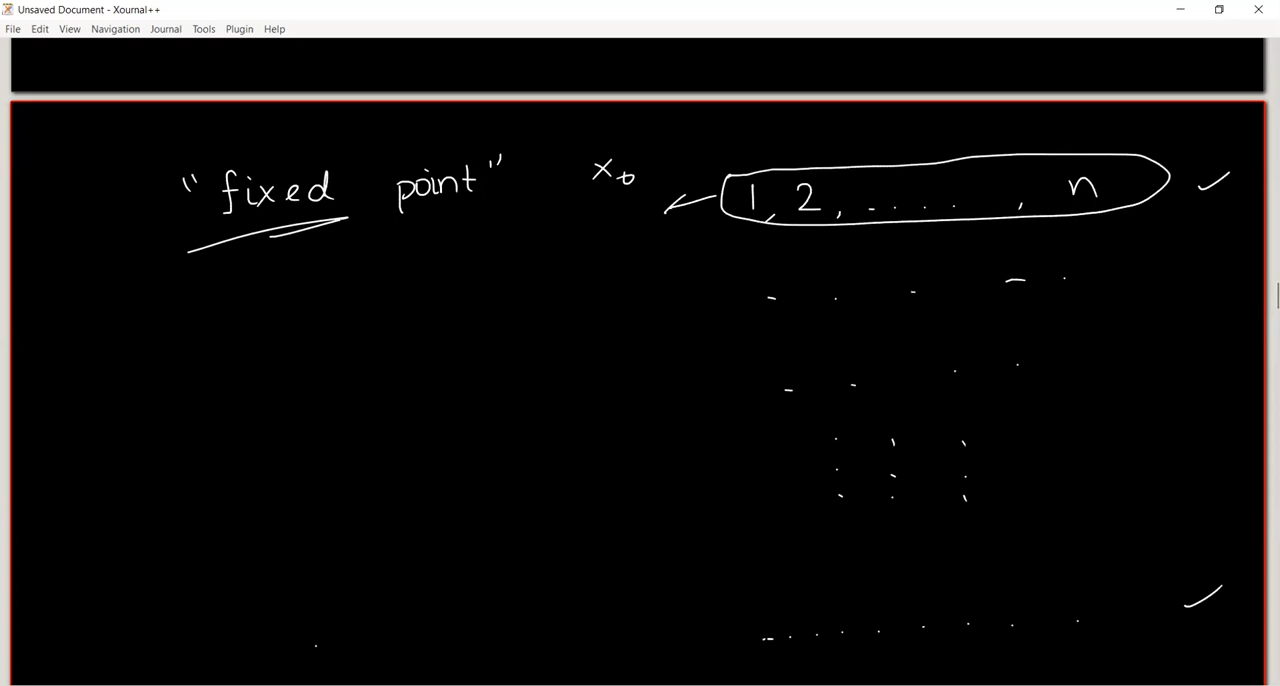 Unsaved Document - Xournal++
File Edit View Navigation Journal Tools Plugin Help
"fixed point" x₀ 1, 2, ....., n